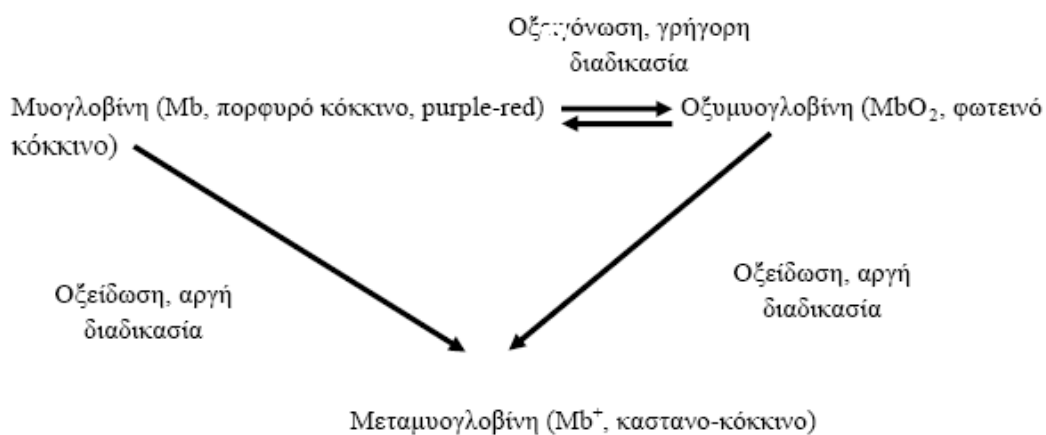 Οξυγόνωση, γρήγορη
διαδικασία
Μυογλοβίνη (Mb, πορφυρό κόκκινο, purple-red)
Οξυμυογλοβίνη (MbO₂, φωτεινό
κόκκινο)
Οξείδωση, αργή
διαδικασία
Οξείδωση, αργή
διαδικασία
Μεταμυογλοβίνη (Mb⁺, καστανο-κόκκινο)